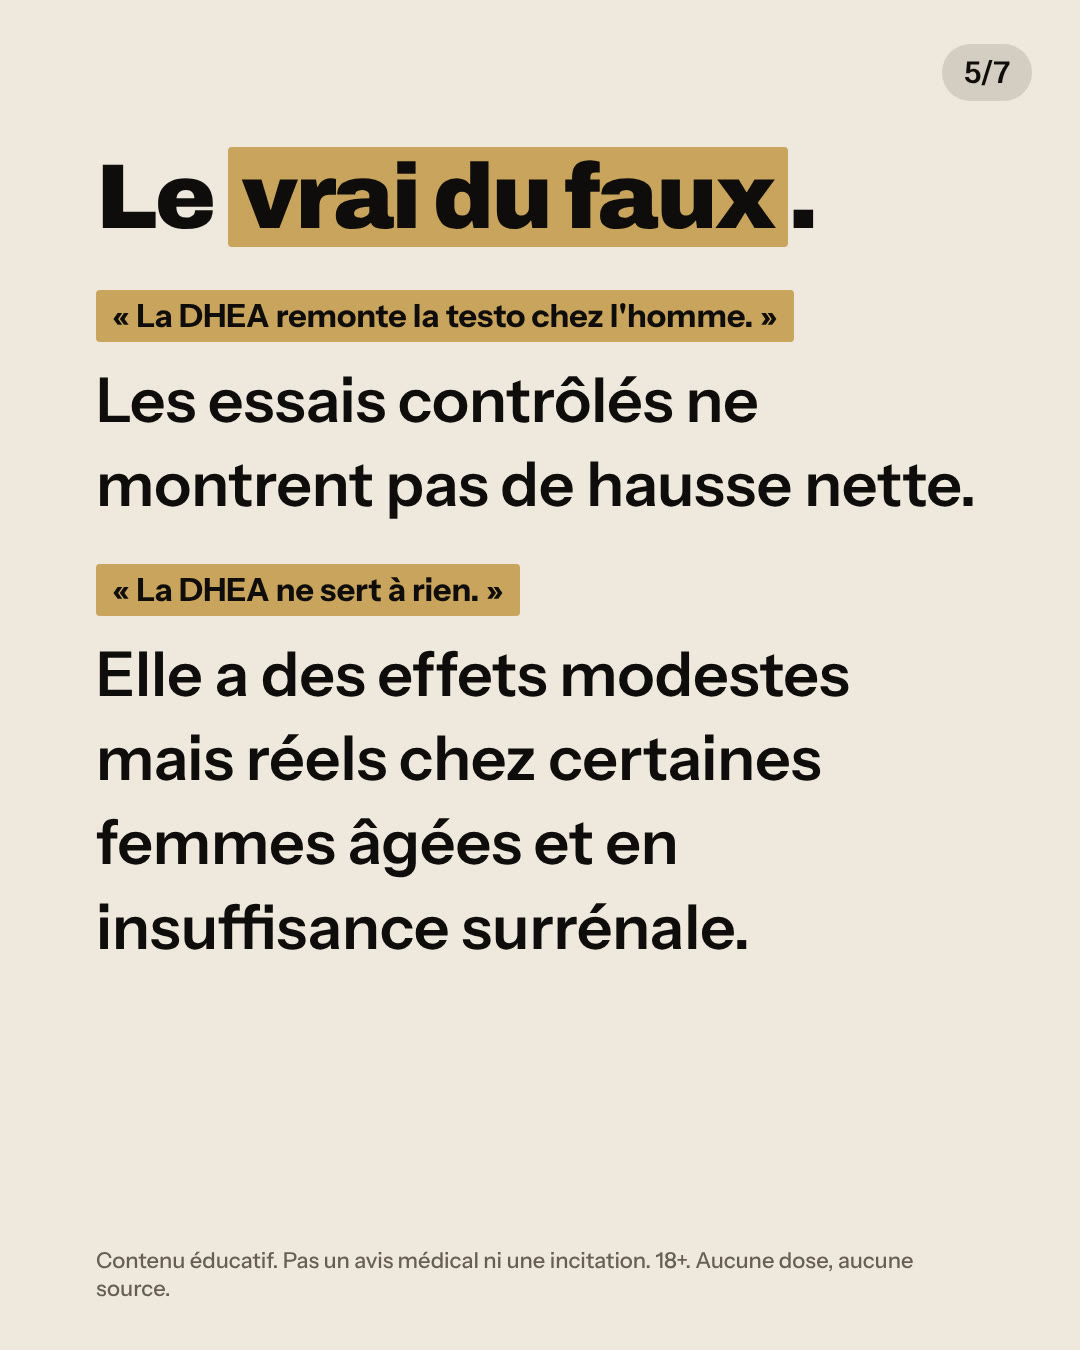 5/7
Le vrai du faux.
« La DHEA remonte la testo chez l'homme. »
Les essais contrôlés ne
montrent pas de hausse nette.
« La DHEA ne sert à rien. »
Elle a des effets modestes
mais réels chez certaines
femmes âgées et en
insuffisance surrénale.
Contenu éducatif. Pas un avis médical ni une incitation. 18+. Aucune dose, aucune
source.